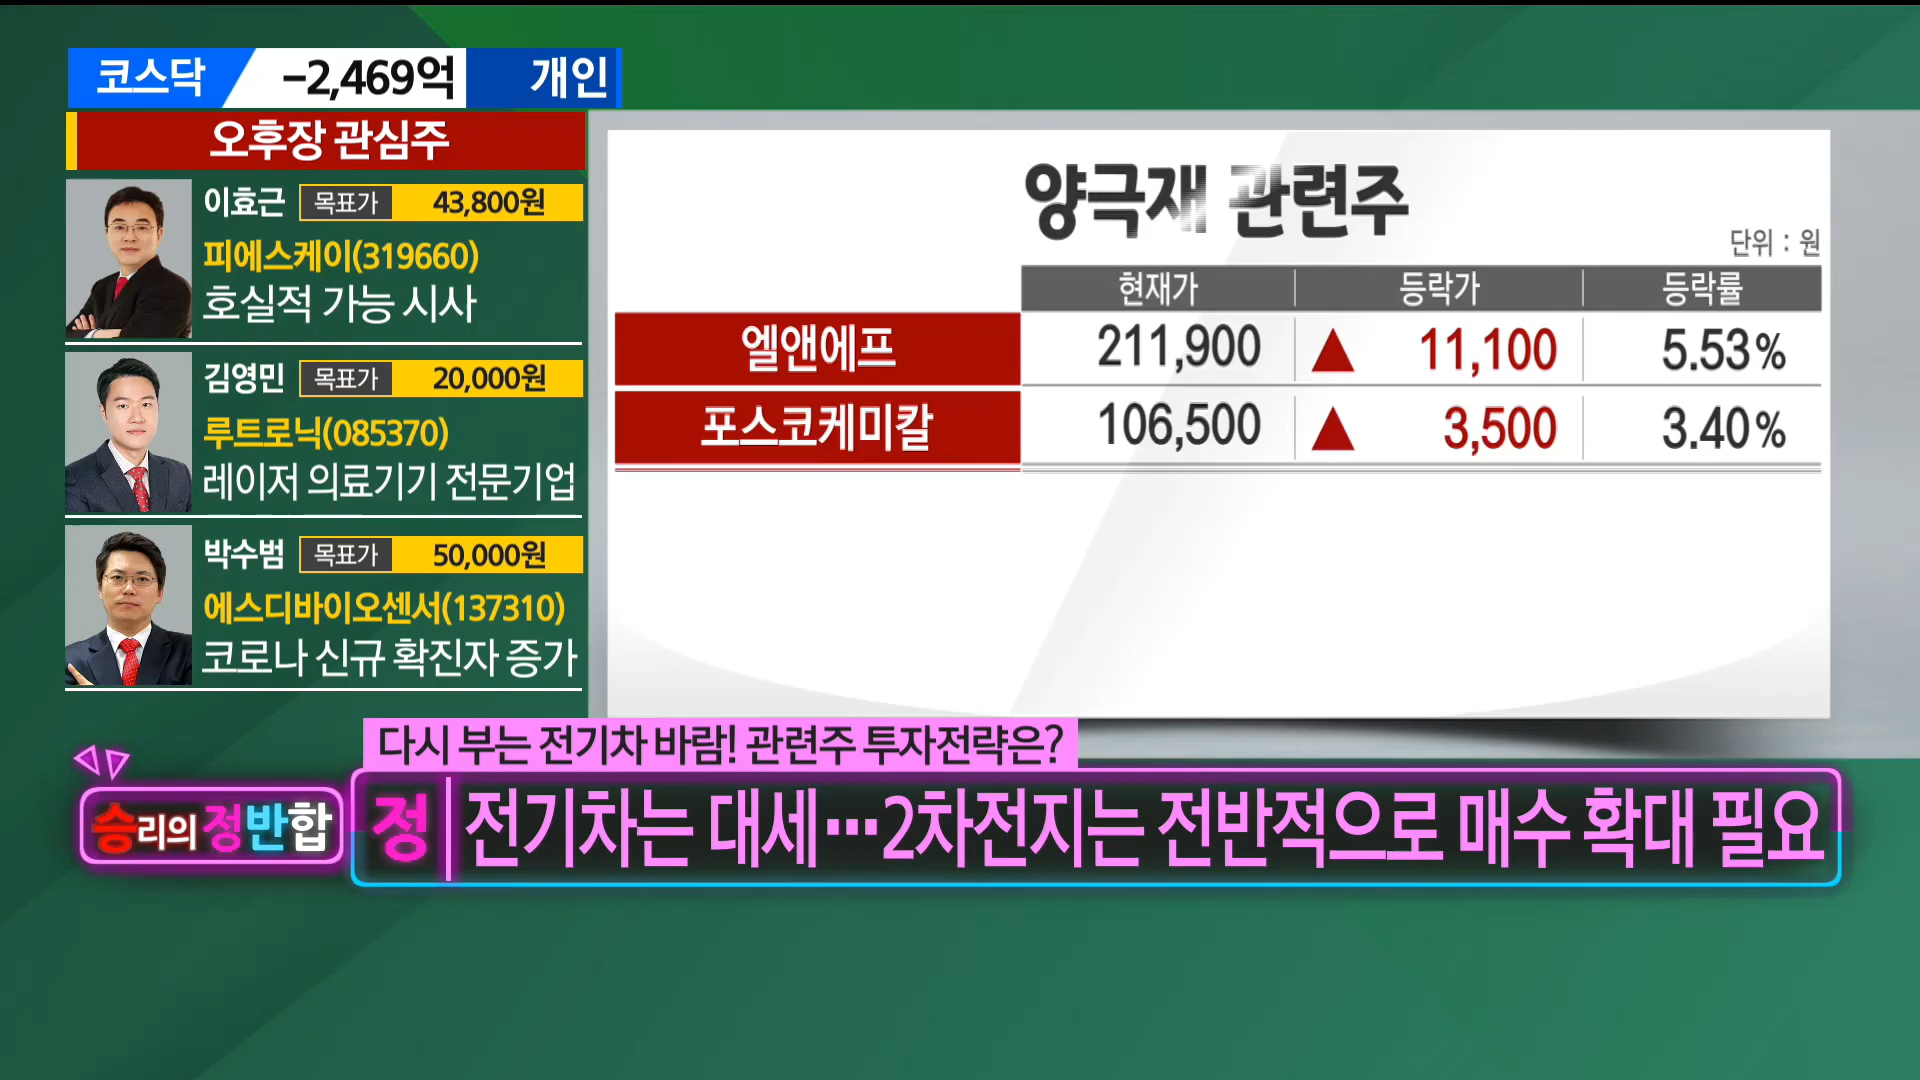 코스닥 -2,469억 개인
오후장 관심주
이효근 목표가 43,800원
피에스케이(319660)
호실적 가능 시사
김영민 목표가 20,000원
루트로닉(085370)
레이저 의료기기 전문기업
박수범 목표가 50,000원
에스디바이오센서(137310)
코로나 신규 확진자 증가
양극재 관련주
단위 : 원
현재가 등락가 등락률
엘앤에프 211,900 ▲ 11,100 5.53%
포스코케미칼 106,500 ▲ 3,500 3.40%
다시 부는 전기차 바람! 관련주 투자전략은?
승리의 정반합
정 전기차는 대세…2차전지는 전반적으로 매수 확대 필요